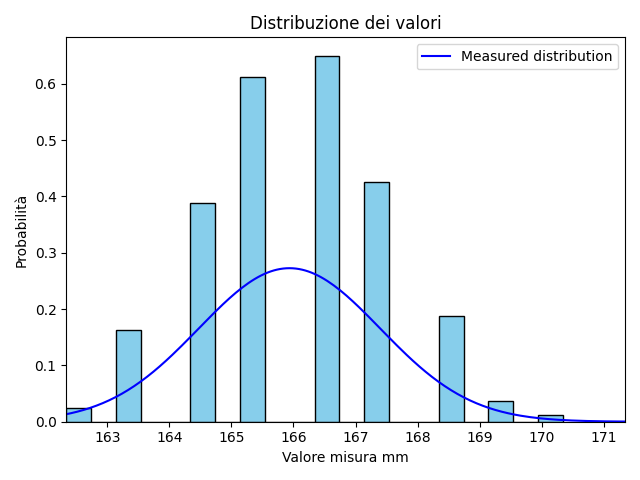 Distribuzione dei valori
Measured distribution
Probabilità
0.6
0.5
0.4
0.3
0.2
0.1
0.0
163 164 165 166 167 168 169 170 171
Valore misura mm